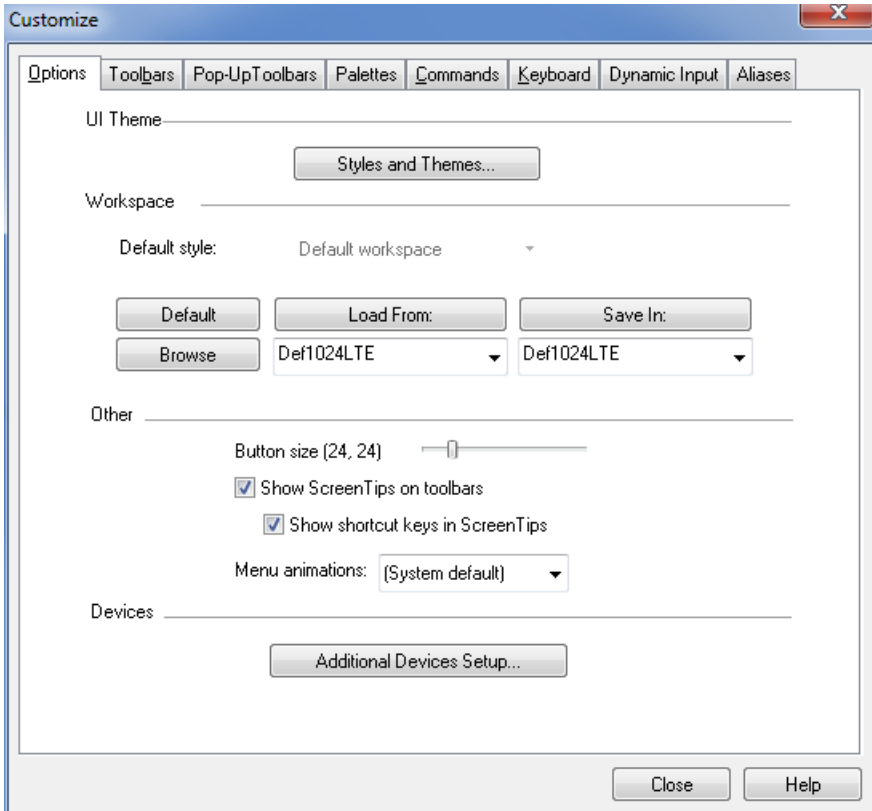 Customize
X
Options Toolbars Pop-UpToolbars Palettes Commands Keyboard Dynamic Input Aliases
UI Theme
Styles and Themes...
Workspace
Default style: Default workspace
Default Load From: Save In:
Browse Def1024LTE Def1024LTE
Other
Button size (24, 24)
Show ScreenTips on toolbars
Show shortcut keys in ScreenTips
Menu animations: (System default)
Devices
Additional Devices Setup...
Close Help